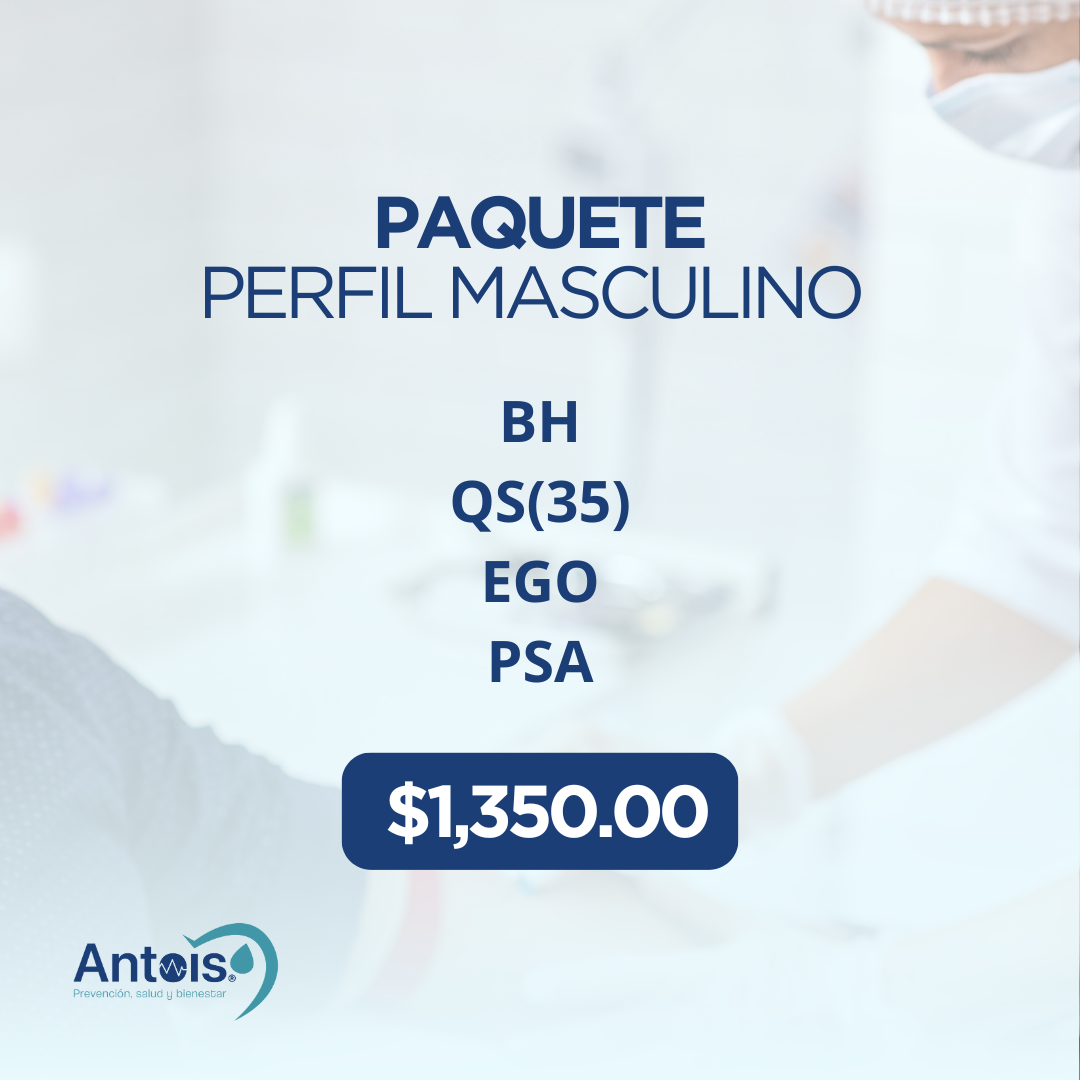 PAQUETE
PERFIL MASCULINO
BH
QS(35)
EGO
PSA
$1,350.00
Antois.®
Prevención, salud y bienestar